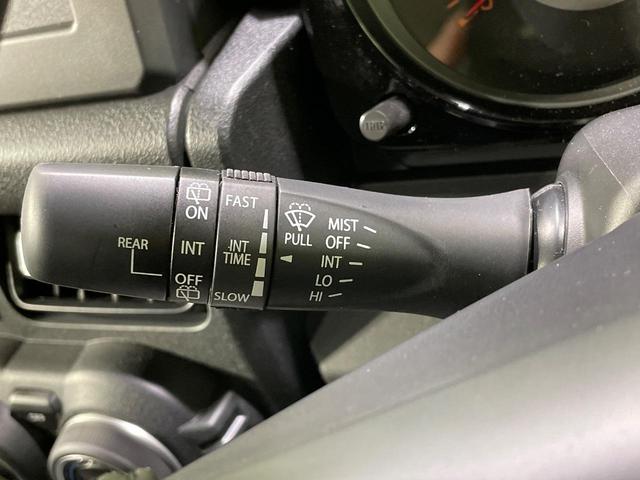 REAR
ON
INT
OFF
FAST
INT
TIME
SLOW
PULL
MIST
OFF
INT
LO
HI